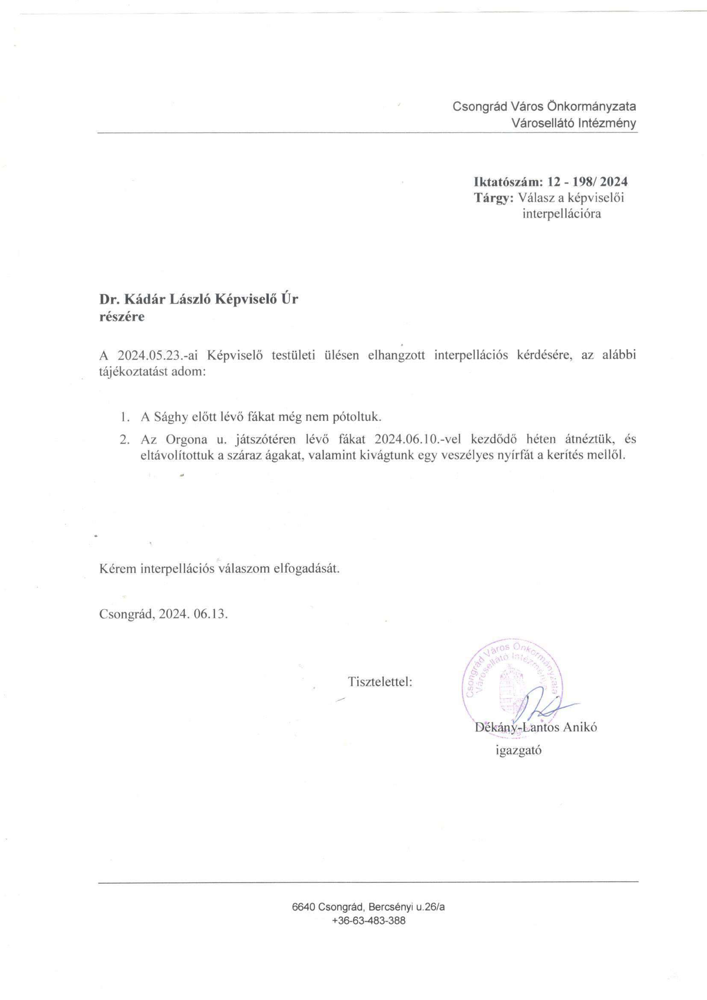 Csongrád Város Önkormányzata
Városellátó Intézmény
Iktatószám: 12 - 198/ 2024
Tárgy: Válasz a képviselői
interpellációra
Dr. Kádár László Képviselő Úr
részére
A 2024.05.23.-ai Képviselő testületi ülésen elhangzott interpellációs kérdésére, az alábbi
tájékoztatást adom:
1. A Sághy előtt lévő fákat még nem pótoltuk.
2. Az Orgona u. játszótéren lévő fákat 2024.06.10.-vel kezdődő héten átnéztük, és
eltávolítottuk a száraz ágakat, valamint kivágtunk egy veszélyes nyírfát a kerítés mellől.
Kérem interpellációs válaszom elfogadását.
Csongrád, 2024. 06.13.
Csongrád Város Önkormányzata
Városellátó Intézménye
Csongrád
Tisztelettel:
Dékány-Lantos Anikó
igazgató
6640 Csongrád, Bercsényi u.26/a
+36-63-483-388